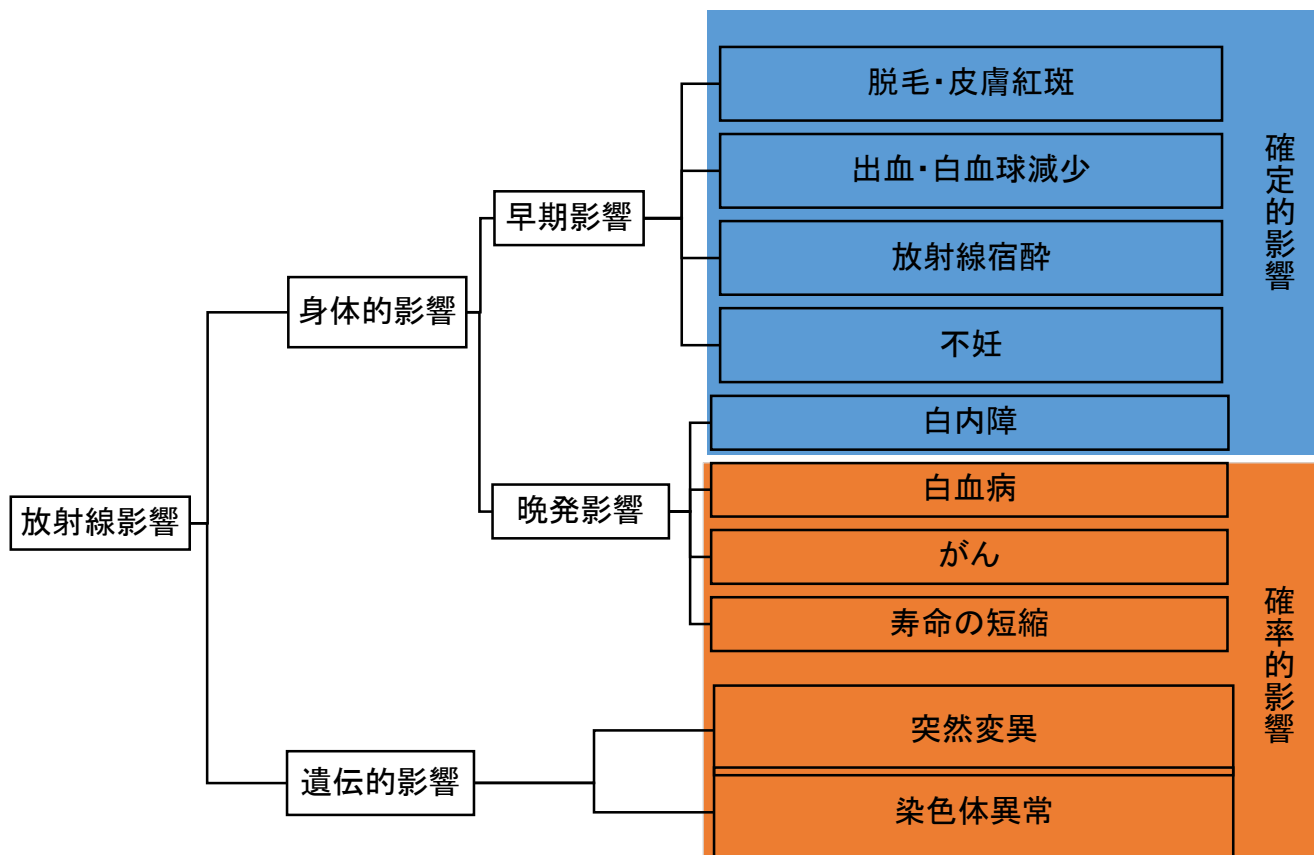 放射線影響
身体的影響
早期影響
脱毛・皮膚紅斑
出血・白血球減少
放射線宿酔
不妊
晩発影響
白内障
白血病
がん
寿命の短縮
遺伝的影響
突然変異
染色体異常
確定的影響
確率的影響